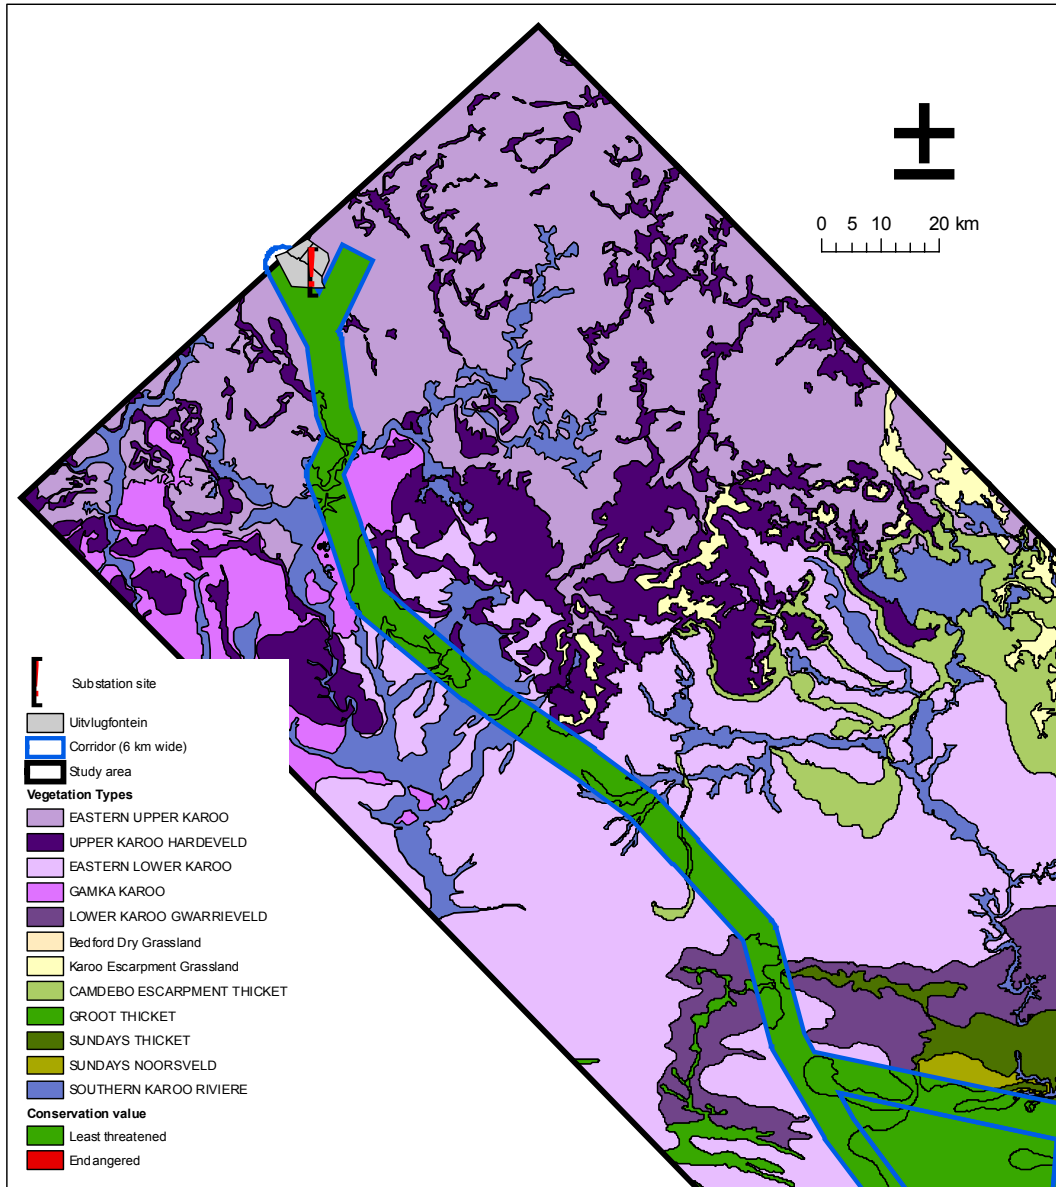 0 5 10 20 km
Substation site
Uitvlugfontein
Corridor (6 km wide)
Study area
Vegetation Types
EASTERN UPPER KAROO
UPPER KAROO HARDEVELD
EASTERN LOWER KAROO
GAMKA KAROO
LOWER KAROO GWARRIEVELD
Bedford Dry Grassland
Karoo Escarpment Grassland
CAMDEBO ESCARPMENT THICKET
GROOT THICKET
SUNDAYS THICKET
SUNDAYS NOORSVELD
SOUTHERN KAROO RIVIERE
Conservation value
Least threatened
Endangered